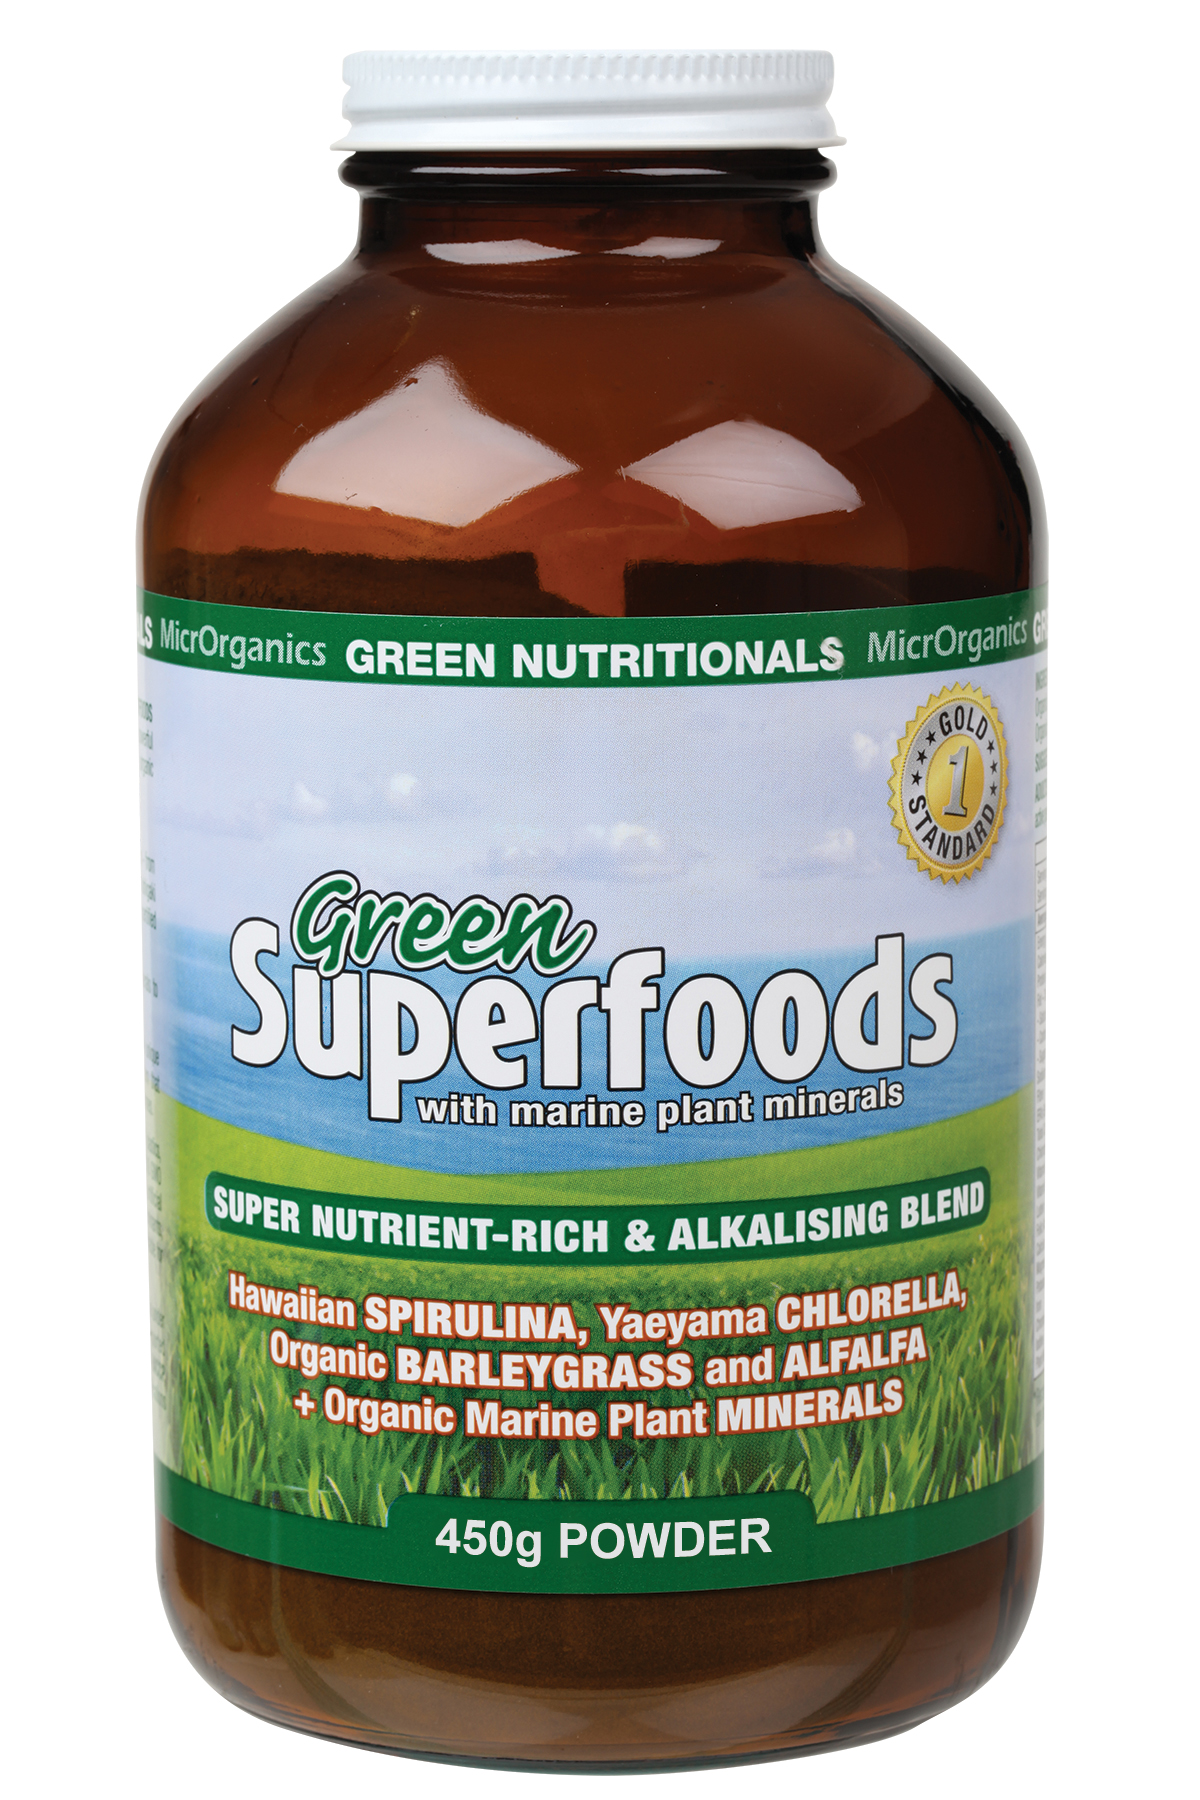 MicrOrganics GREEN NUTRITIONALS MicrOrganics
GOLD
1
STANDARD
Green
Superfoods
with marine plant minerals
SUPER NUTRIENT-RICH & ALKALISING BLEND
Hawaiian SPIRULINA, Yaeyama CHLORELLA,
Organic BARLEYGRASS and ALFALFA
+ Organic Marine Plant MINERALS
450g POWDER